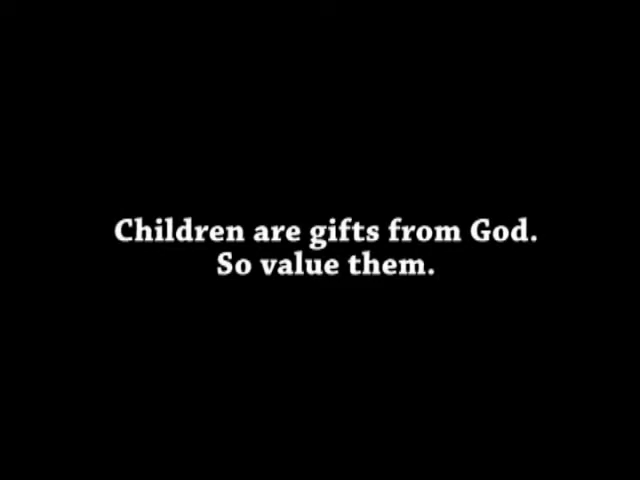 Children are gifts from God.
So value them.